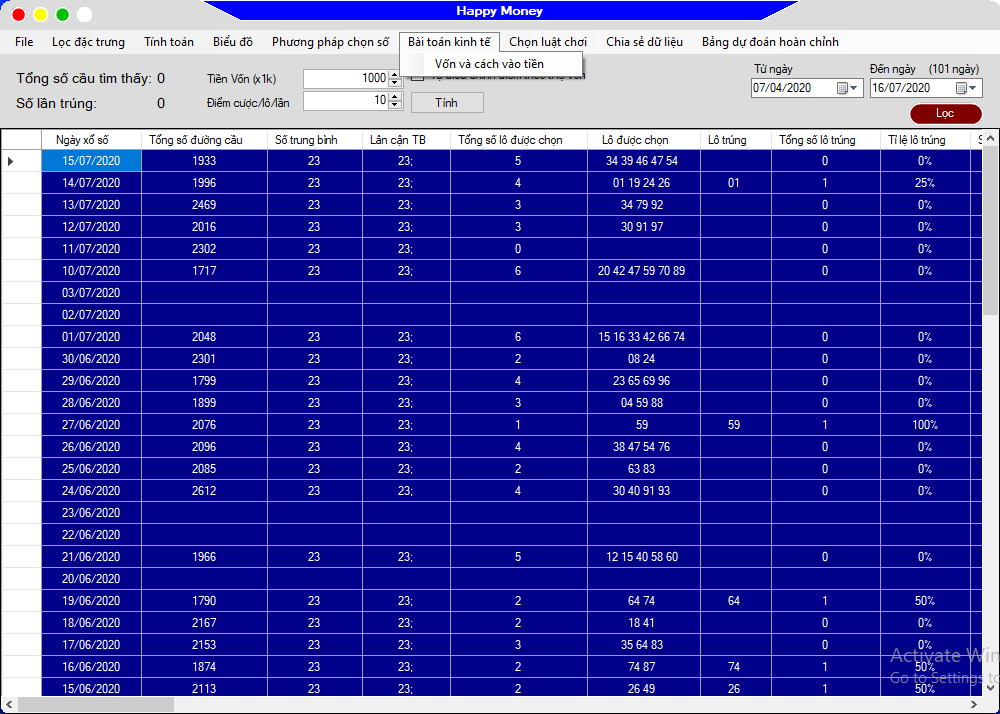 Happy Money
File Lọc đặc trưng Tính toán Biểu đồ Phương pháp chọn số Bài toán kinh tế Chọn luật chơi Chia sẻ dữ liệu Bảng dự đoán hoàn chỉnh
Vốn và cách vào tiền
Tổng số cầu tìm thấy: 0 Tiền Vốn (x1k) 1000
Từ ngày Đến ngày (101 ngày)
07/04/2020 16/07/2020
Số lần trúng: 0 Điểm cược/lô/lần 10 Tính
Lọc
Ngày xổ số Tổng số đường cầu Số trung bình Lân cận TB Tổng số lô được chọn Lô được chọn Lô trúng Tổng số lô trúng Tỉ lệ lô trúng
15/07/2020 1933 23 23; 5 34 39 46 47 54 0 0%
14/07/2020 1996 23 23; 4 01 19 24 26 01 1 25%
13/07/2020 2469 23 23; 3 34 79 92 0 0%
12/07/2020 2016 23 23; 3 30 91 97 0 0%
11/07/2020 2302 23 23; 0 0 0%
10/07/2020 1717 23 23; 6 20 42 47 59 70 89 0 0%
03/07/2020
02/07/2020
01/07/2020 2048 23 23; 6 15 16 33 42 66 74 0 0%
30/06/2020 2301 23 23; 2 08 24 0 0%
29/06/2020 1799 23 23; 4 23 65 69 96 0 0%
28/06/2020 1899 23 23; 3 04 59 88 0 0%
27/06/2020 2076 23 23; 1 59 59 1 100%
26/06/2020 2096 23 23; 4 38 47 54 76 0 0%
25/06/2020 2085 23 23; 2 63 83 0 0%
24/06/2020 2612 23 23; 4 30 40 91 93 0 0%
23/06/2020
22/06/2020
21/06/2020 1966 23 23; 5 12 15 40 58 60 0 0%
20/06/2020
19/06/2020 1790 23 23; 2 64 74 64 1 50%
18/06/2020 2167 23 23; 2 18 41 0 0%
17/06/2020 2153 23 23; 3 35 64 83 0 0%
16/06/2020 1874 23 23; 2 74 87 74 1 50%
15/06/2020 2113 23 23; 2 26 49 26 1 50%
Activate Win
Go to Settings to